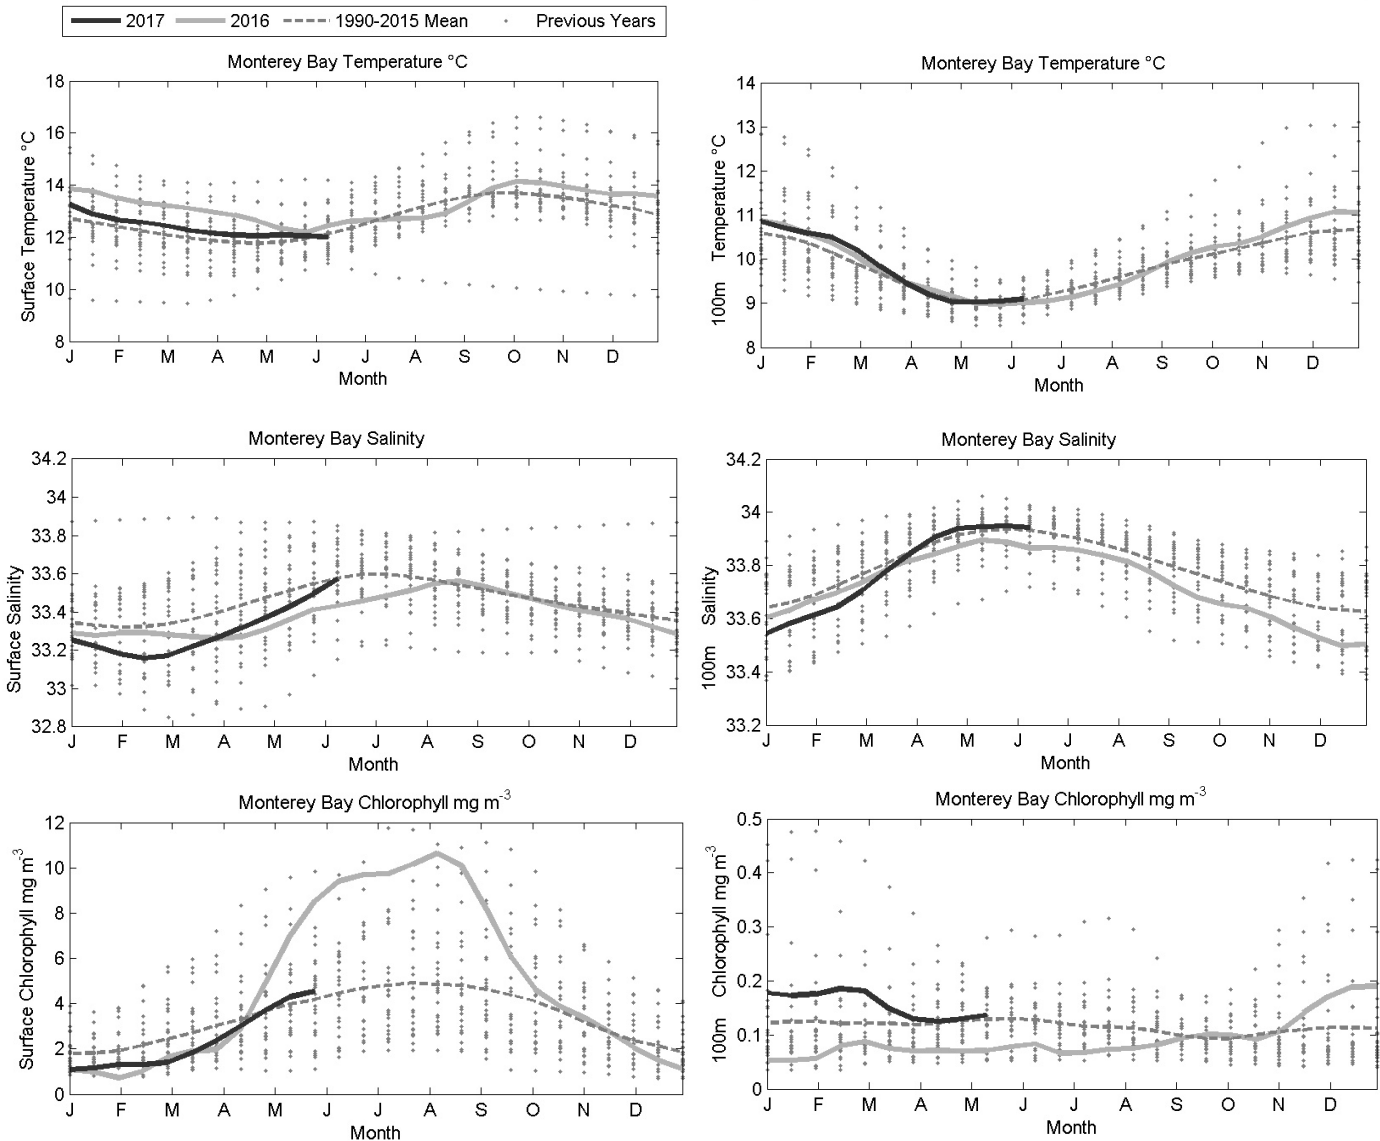 2017 2016 1990-2015 Mean Previous Years
Monterey Bay Temperature °C
18
16
14
12
10
8
Surface Temperature °C
J F M A M J J A S O N D
Month
Monterey Bay Temperature °C
14
13
12
11
10
9
8
100m Temperature °C
J F M A M J J A S O N D
Month
Monterey Bay Salinity
34.2
34
33.8
33.6
33.4
33.2
33
32.8
Surface Salinity
J F M A M J J A S O N D
Month
Monterey Bay Salinity
34.2
34
33.8
33.6
33.4
33.2
100m Salinity
J F M A M J J A S O N D
Month
Monterey Bay Chlorophyll mg m-3
12
10
8
6
4
2
0
Surface Chlorophyll mg m-3
J F M A M J J A S O N D
Month
Monterey Bay Chlorophyll mg m-3
0.5
0.4
0.3
0.2
0.1
0
100m Chlorophyll mg m-3
J F M A M J J A S O N D
Month